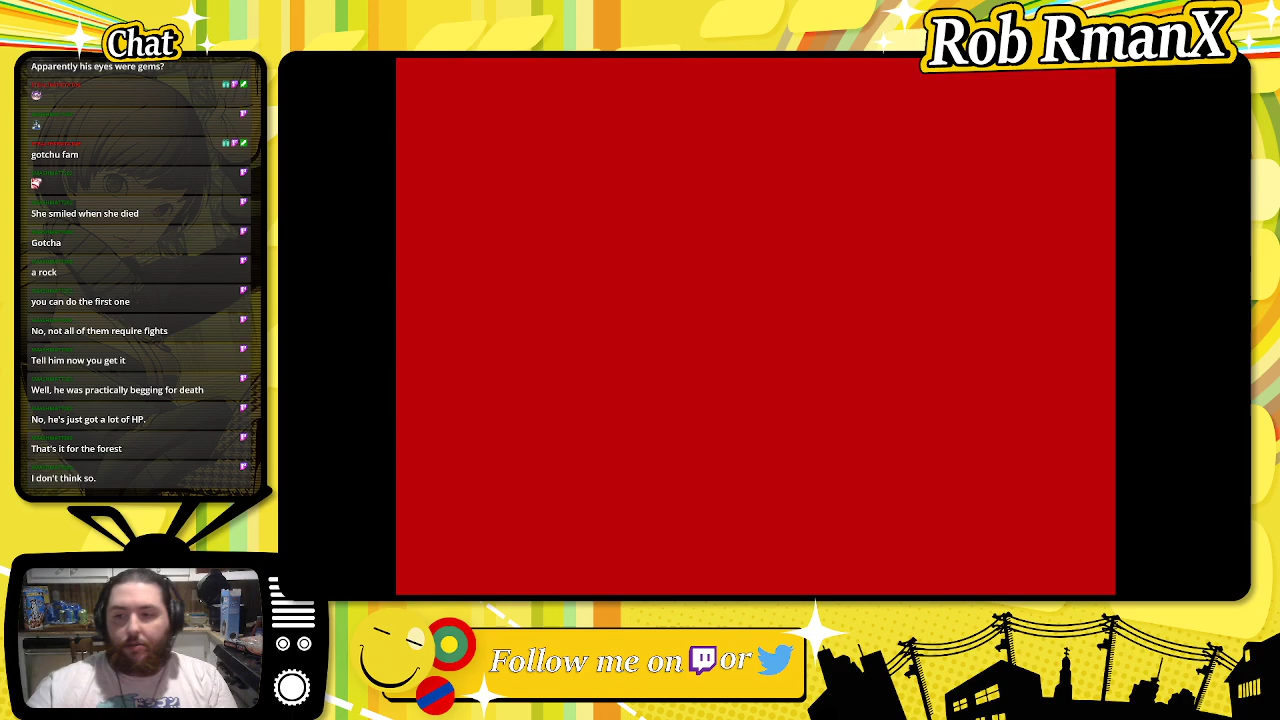 Chat
Rob RmanX
Apparently his eyes were gems?
gotchu fam
She smiled when she died
Gotcha
a rock
you can do the first one
No, not all of them require fights
Tell him now you get it
Well, he was basically begging for death
No, he's just got a lot of HP.
That's it for the forest
I don't think so.
Follow me on or